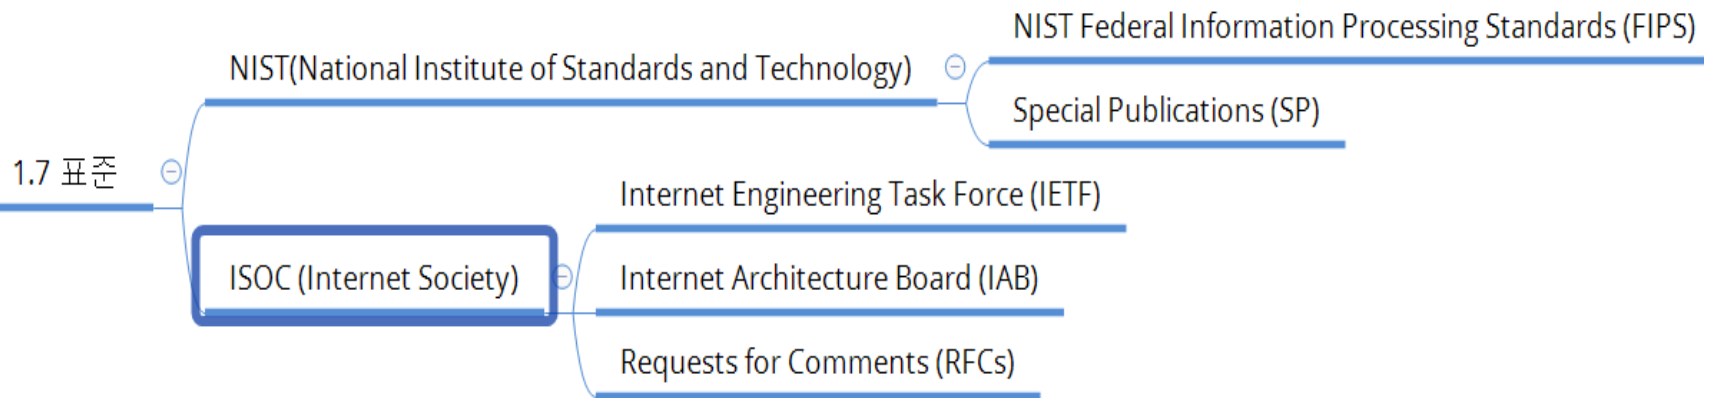 1.7 표준
NIST(National Institute of Standards and Technology)
NIST Federal Information Processing Standards (FIPS)
Special Publications (SP)
ISOC (Internet Society)
Internet Engineering Task Force (IETF)
Internet Architecture Board (IAB)
Requests for Comments (RFCs)